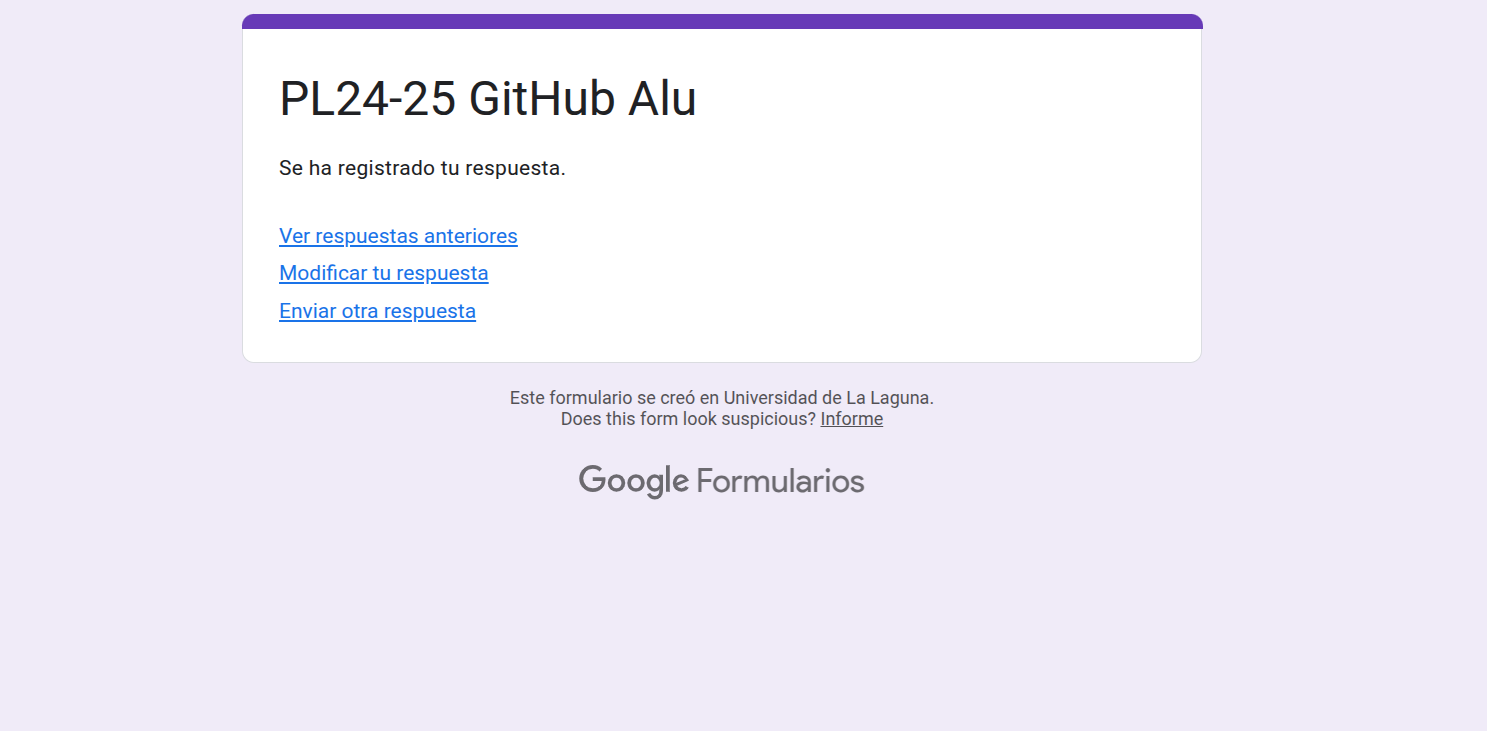 PL24-25 GitHub Alu
Se ha registrado tu respuesta.
Ver respuestas anteriores
Modificar tu respuesta
Enviar otra respuesta
Este formulario se creó en Universidad de La Laguna.
Does this form look suspicious? Informe
Google Formularios